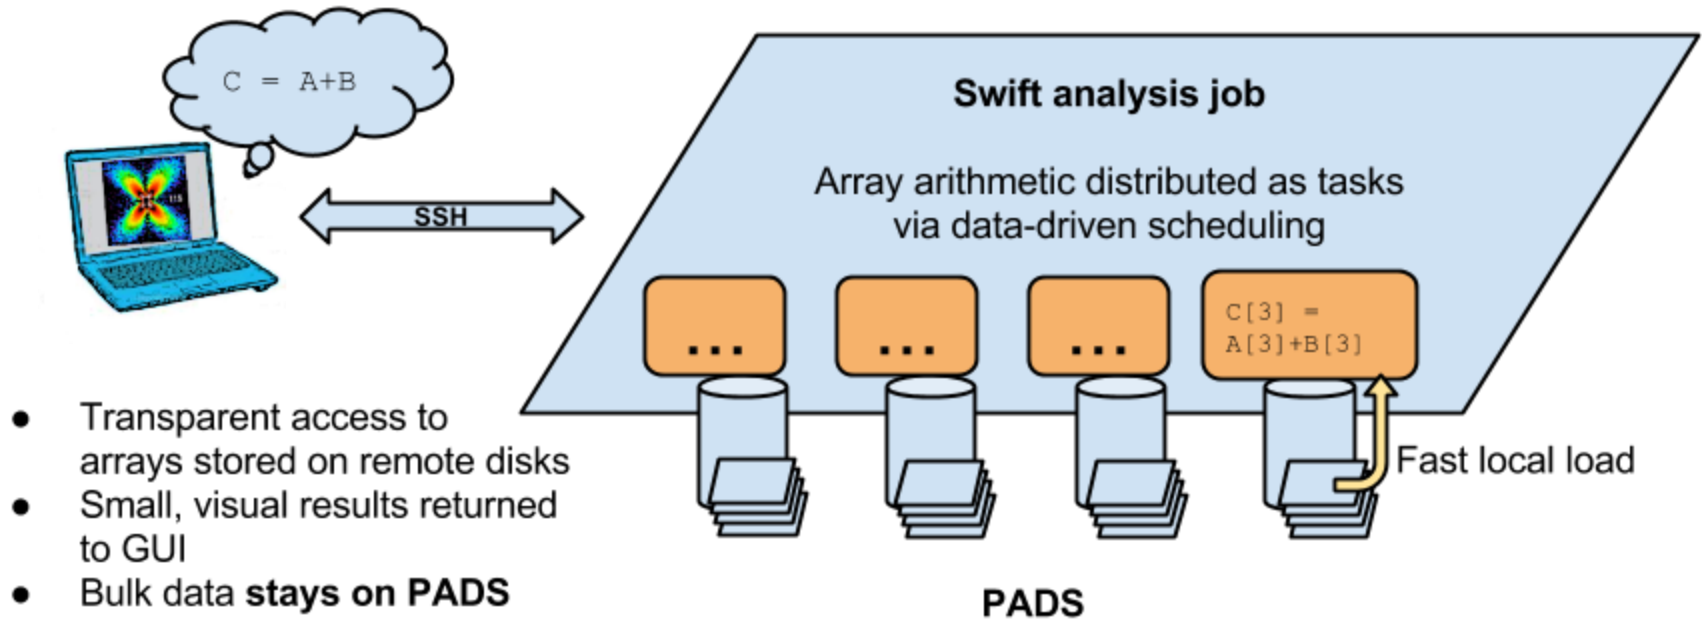 C = A+B
SSH
Swift analysis job
Array arithmetic distributed as tasks
via data-driven scheduling
...
...
...
C[3] =
A[3]+B[3]
Fast local load
● Transparent access to
arrays stored on remote disks
● Small, visual results returned
to GUI
● Bulk data stays on PADS
PADS